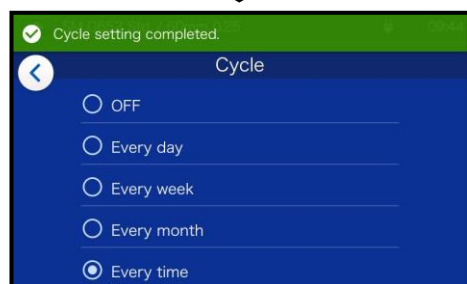 Cycle setting completed.
Cycle
OFF
Every day
Every week
Every month
Every time